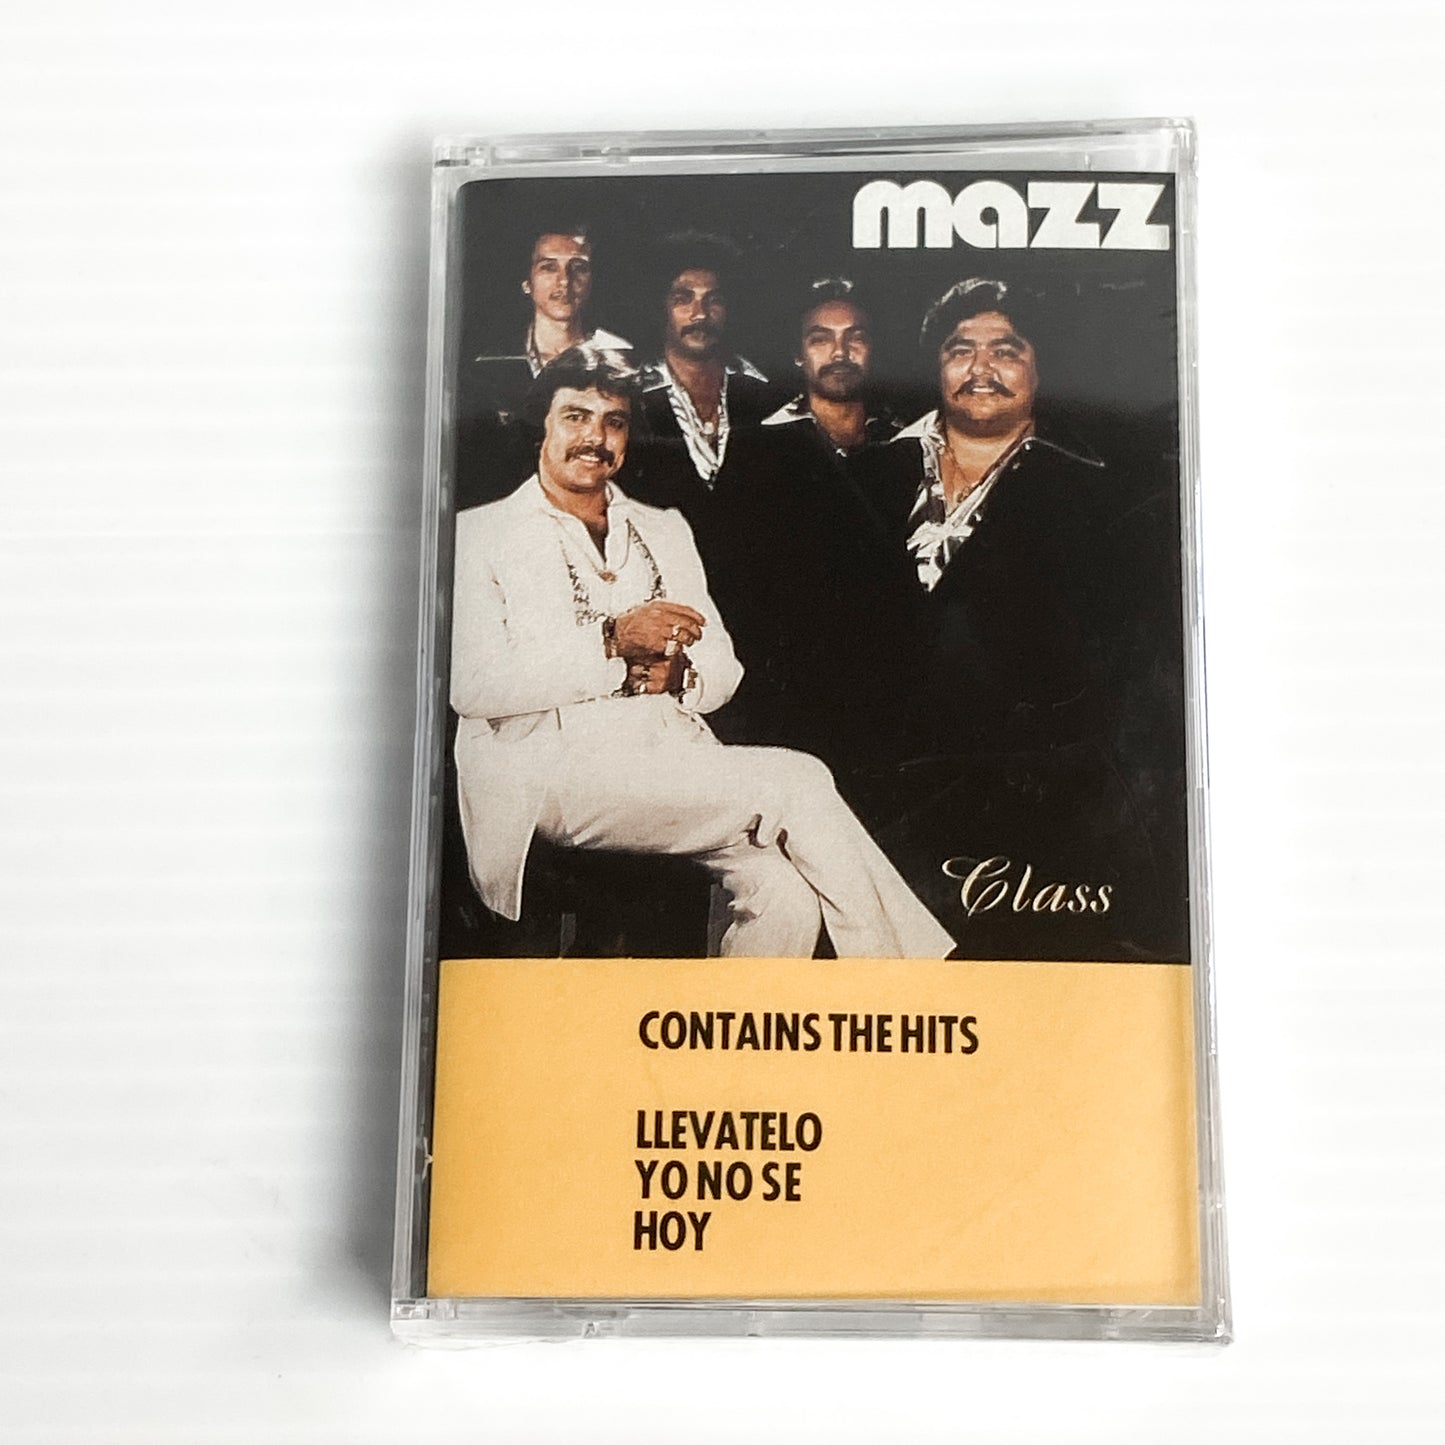 mazz
Class
CONTAINS THE HITS
LLEVATELO
YO NO SE
HOY